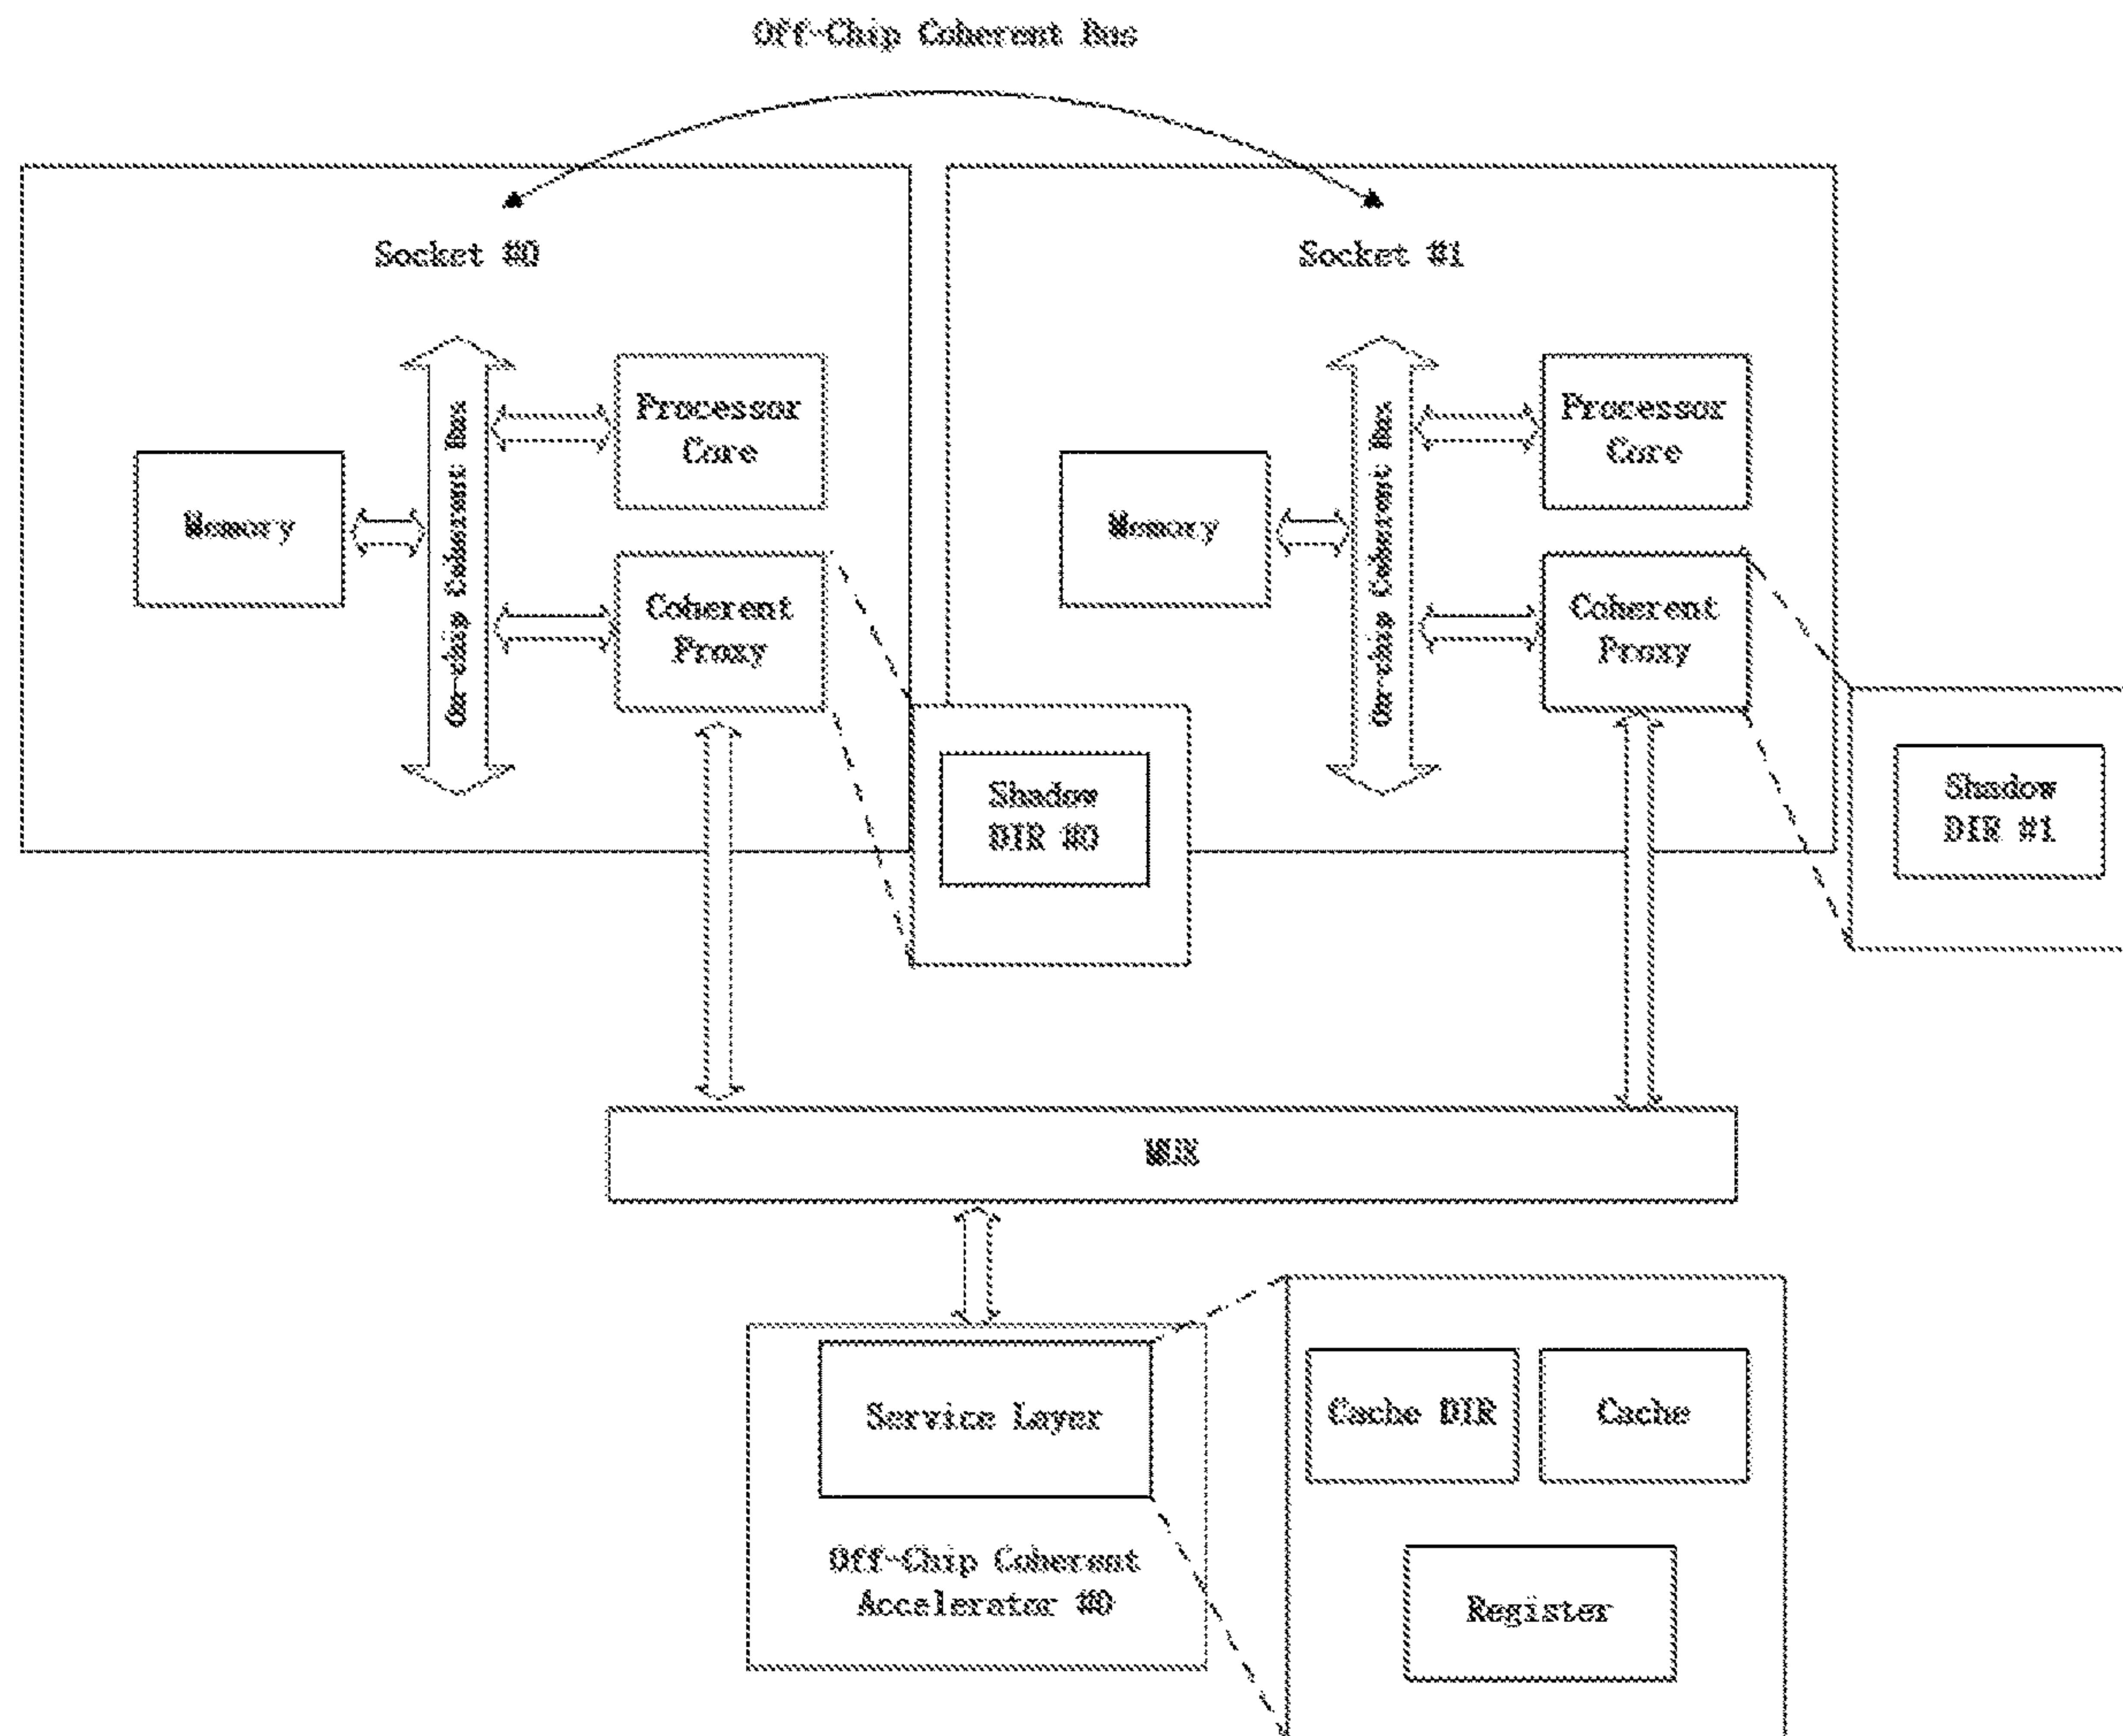 Off-Chip Coherent Bus
Socket #0
Socket #1
Processor
Core
Memory
On-chip Coherent Bus
Coherent
Proxy
Processor
Core
Memory
On-chip Coherent Bus
Coherent
Proxy
Shadow
DIR #0
Shadow
DIR #1
MUX
Service Layer
Off-Chip Coherent
Accelerator #0
Cache DIR
Cache
Register